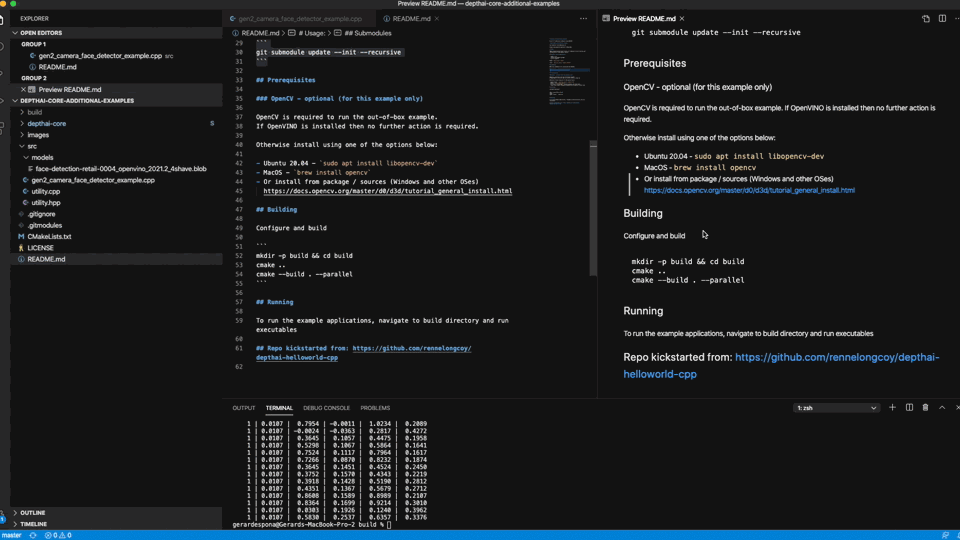 Preview README.md — depthai-core-additional-examples
EXPLORER
OPEN EDITORS
GROUP 1
gen2_camera_face_detector_example.cpp src
README.md
GROUP 2
Preview README.md
DEPTHAI-CORE-ADDITIONAL-EXAMPLES
build
depthai-core S
images
src
models
face-detection-retail-0004_openvino_2021.2_4shave.blob
gen2_camera_face_detector_example.cpp
utility.cpp
utility.hpp
.gitignore
.gitmodules
CMakeLists.txt
LICENSE
README.md
OUTLINE
TIMELINE
gen2_camera_face_detector_example.cpp
README.md
README.md > # Usage: > ## Submodules
29 ```
30 git submodule update --init --recursive
31 ```
32
33 ## Prerequisites
34
35 ### OpenCV - optional (for this example only)
36
37 OpenCV is required to run the out-of-box example.
38 If OpenVINO is installed then no further action is required.
39
40 Otherwise install using one of the options below:
41
42 - Ubuntu 20.04 - `sudo apt install libopencv-dev`
43 - MacOS - `brew install opencv`
44 - Or install from package / sources (Windows and other OSes)
45 https://docs.opencv.org/master/d0/d3d/tutorial_general_install.html
46
47 ## Building
48
49 Configure and build
50
51 ```
52 mkdir -p build && cd build
53 cmake ..
54 cmake --build . --parallel
55 ```
56
57 ## Running
58
59 To run the example applications, navigate to build directory and run
executables
60
61 ## Repo kickstarted from: https://github.com/rennelongcoy/
depthai-helloworld-cpp
62
Preview README.md
git submodule update --init --recursive
Prerequisites
OpenCV - optional (for this example only)
OpenCV is required to run the out-of-box example. If OpenVINO is installed then no further action is
required.
Otherwise install using one of the options below:
• Ubuntu 20.04 - sudo apt install libopencv-dev
• MacOS - brew install opencv
• Or install from package / sources (Windows and other OSes)
https://docs.opencv.org/master/d0/d3d/tutorial_general_install.html
Building
Configure and build
mkdir -p build && cd build
cmake ..
cmake --build . --parallel
Running
To run the example applications, navigate to build directory and run executables
Repo kickstarted from: https://github.com/rennelongcoy/depthai-
helloworld-cpp
OUTPUT TERMINAL DEBUG CONSOLE PROBLEMS
1: zsh
1 | 0.0107 | 0.7954 | -0.0011 | 1.0234 | 0.2089
1 | 0.0107 | -0.0024 | -0.0363 | 0.2817 | 0.4272
1 | 0.0107 | 0.3645 | 0.1057 | 0.4475 | 0.1958
1 | 0.0107 | 0.5298 | 0.1067 | 0.5864 | 0.1641
1 | 0.0107 | 0.7524 | 0.1117 | 0.7964 | 0.1617
1 | 0.0107 | 0.7266 | 0.0870 | 0.8232 | 0.1874
1 | 0.0107 | 0.3645 | 0.1451 | 0.4524 | 0.2450
1 | 0.0107 | 0.3752 | 0.1570 | 0.4343 | 0.2219
1 | 0.0107 | 0.3918 | 0.1428 | 0.5190 | 0.2812
1 | 0.0107 | 0.4351 | 0.1367 | 0.5679 | 0.2712
1 | 0.0107 | 0.8608 | 0.1589 | 0.8989 | 0.2107
1 | 0.0107 | 0.8364 | 0.1699 | 0.9214 | 0.3010
1 | 0.0107 | 0.0303 | 0.1926 | 0.1240 | 0.3962
1 | 0.0107 | 0.5830 | 0.2537 | 0.6357 | 0.3376
gerardespona@Gerards-MacBook-Pro-2 build %
master 0 0